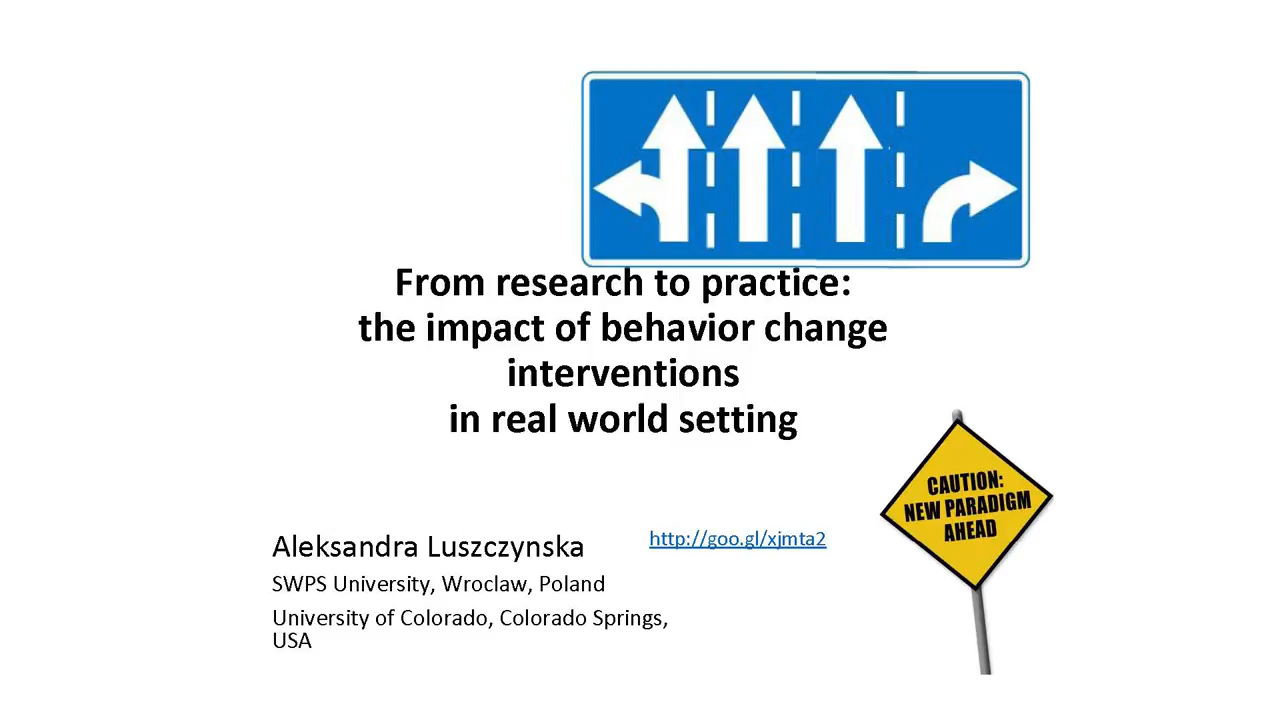 From research to practice:
the impact of behavior change
interventions
in real world setting
CAUTION:
NEW PARADIGM
AHEAD
Aleksandra Luszczynska
http://goo.gl/xjmta2
SWPS University, Wroclaw, Poland
University of Colorado, Colorado Springs,
USA